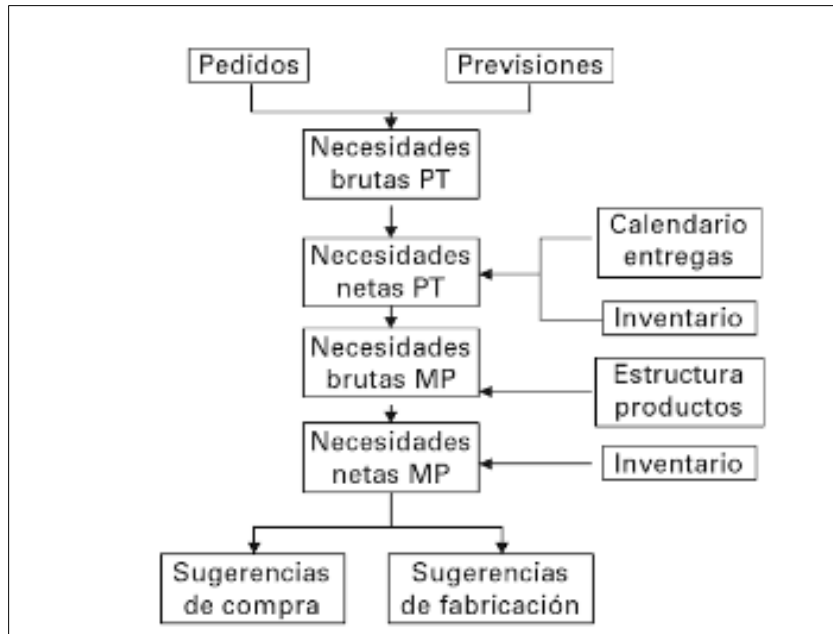 Pedidos
Previsiones
Necesidades
brutas PT
Necesidades
netas PT
Calendario
entregas
Inventario
Necesidades
brutas MP
Estructura
productos
Necesidades
netas MP
Inventario
Sugerencias
de compra
Sugerencias
de fabricación